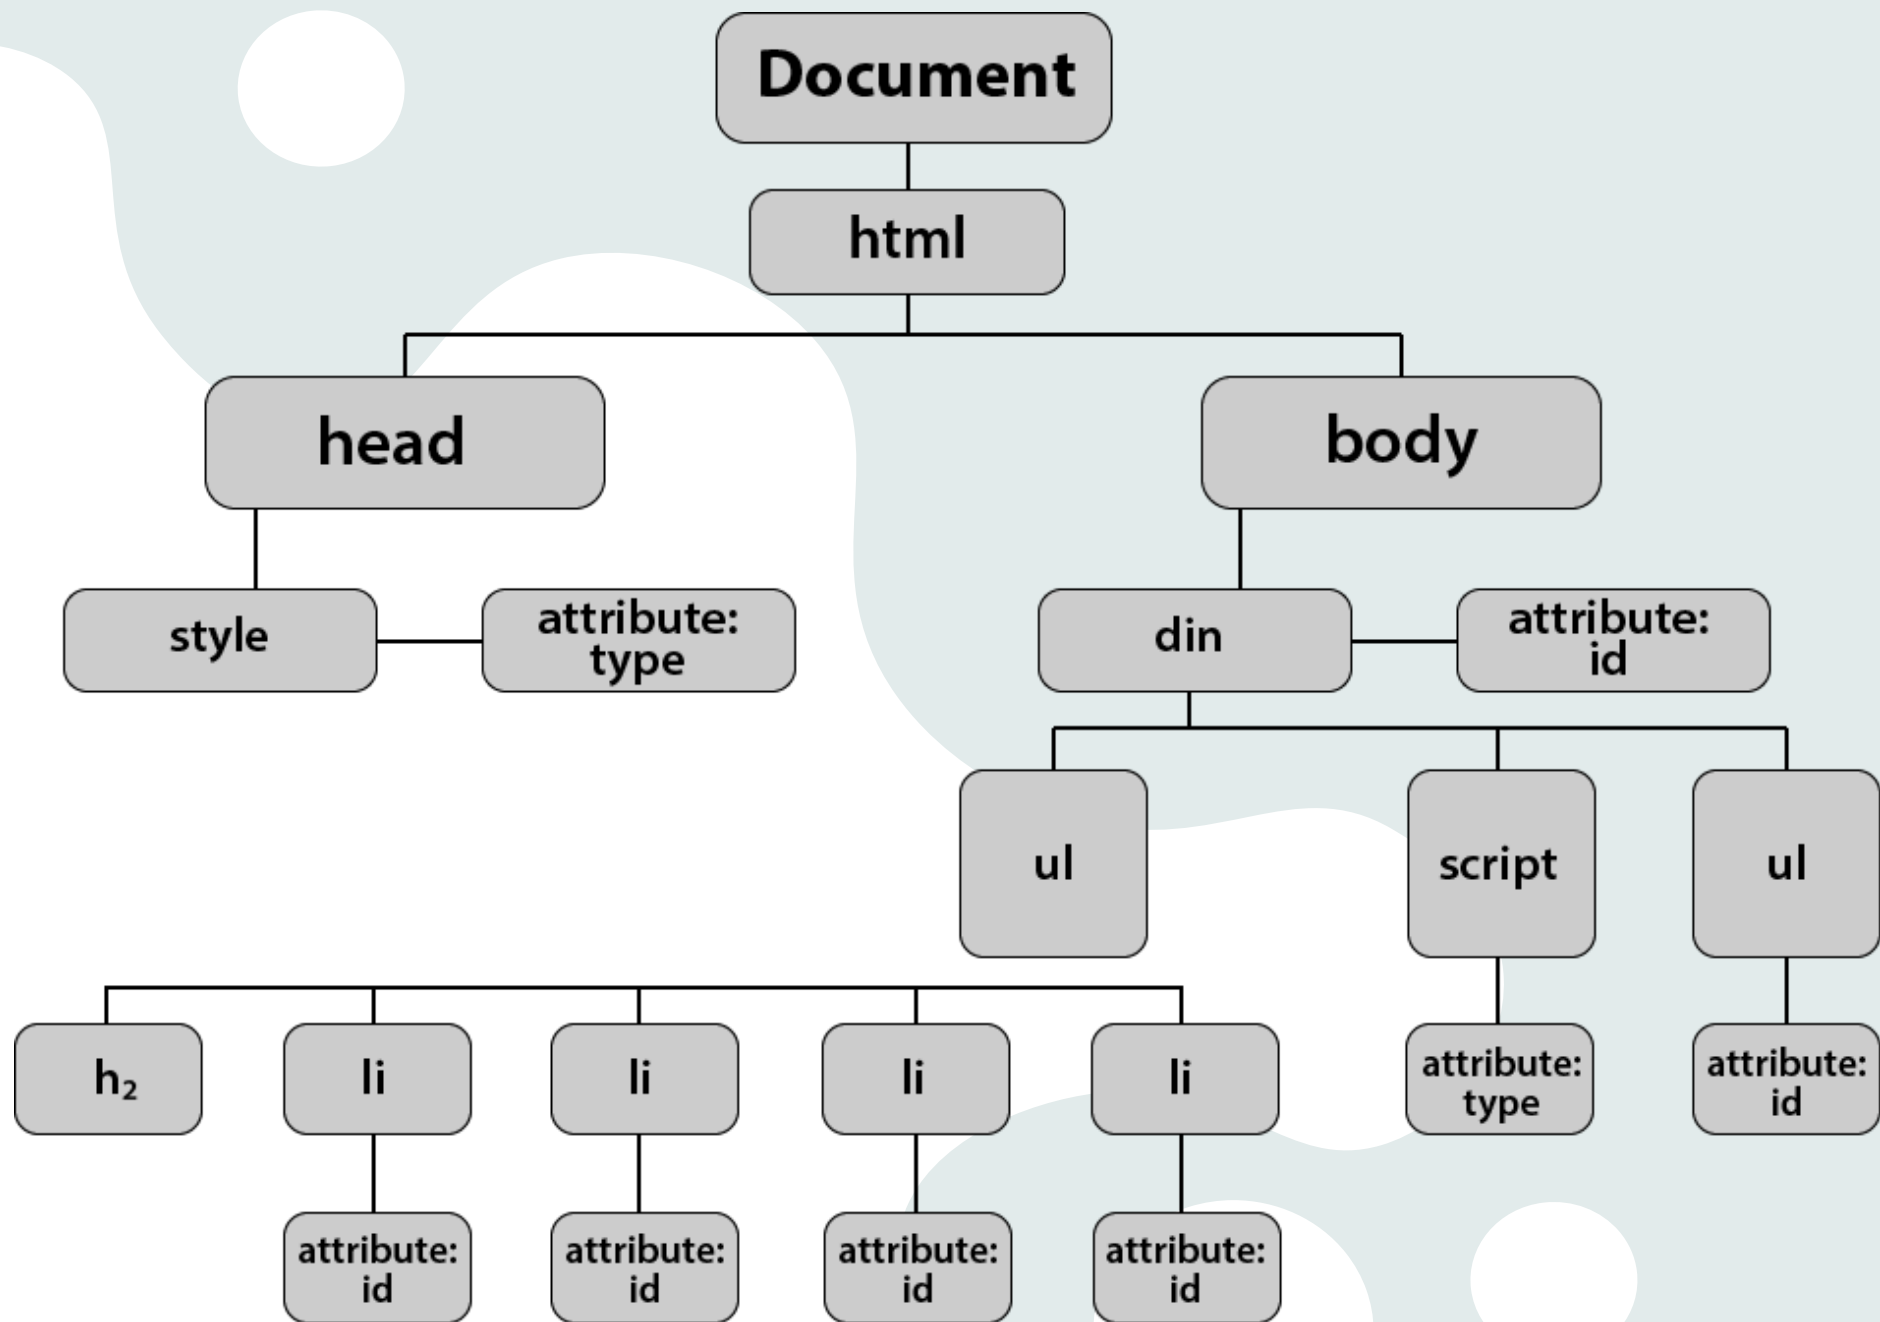 Document
html
head
body
style
attribute:
type
din
attribute:
id
ul
script
ul
h₂
li
li
li
li
attribute:
type
attribute:
id
attribute:
id
attribute:
id
attribute:
id
attribute:
id